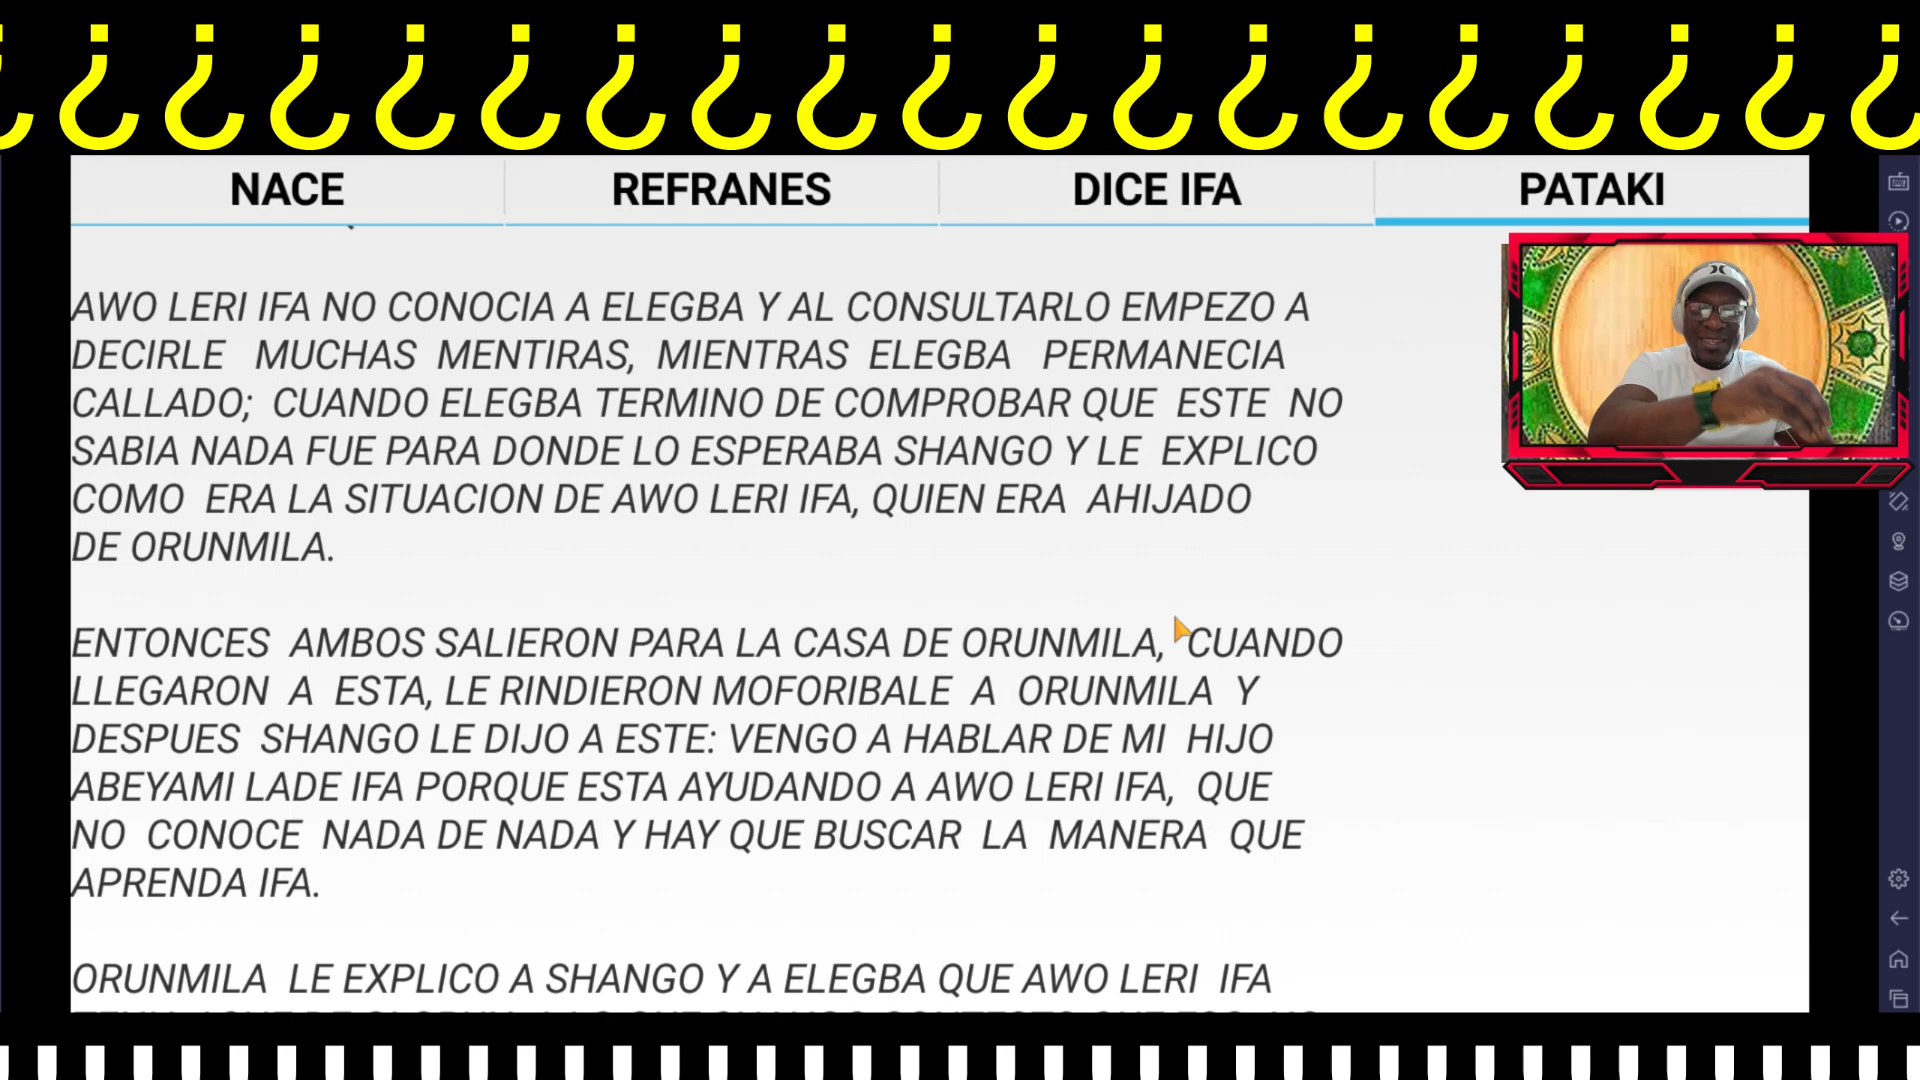 ¿ ¿ ¿ ¿ ¿ ¿ ¿ ¿ ¿ ¿ ¿ ¿ ¿ ¿ ¿ ¿ ¿ ¿ ¿
NACE REFRANES DICE IFA PATAKI
AWO LERI IFA NO CONOCIA A ELEGBA Y AL CONSULTARLO EMPEZO A
DECIRLE MUCHAS MENTIRAS, MIENTRAS ELEGBA PERMANECIA
CALLADO; CUANDO ELEGBA TERMINO DE COMPROBAR QUE ESTE NO
SABIA NADA FUE PARA DONDE LO ESPERABA SHANGO Y LE EXPLICO
COMO ERA LA SITUACION DE AWO LERI IFA, QUIEN ERA AHIJADO
DE ORUNMILA.
ENTONCES AMBOS SALIERON PARA LA CASA DE ORUNMILA, CUANDO
LLEGARON A ESTA, LE RINDIERON MOFORIBALE A ORUNMILA Y
DESPUES SHANGO LE DIJO A ESTE: VENGO A HABLAR DE MI HIJO
ABEYAMI LADE IFA PORQUE ESTA AYUDANDO A AWO LERI IFA, QUE
NO CONOCE NADA DE NADA Y HAY QUE BUSCAR LA MANERA QUE
APRENDA IFA.
ORUNMILA LE EXPLICO A SHANGO Y A ELEGBA QUE AWO LERI IFA